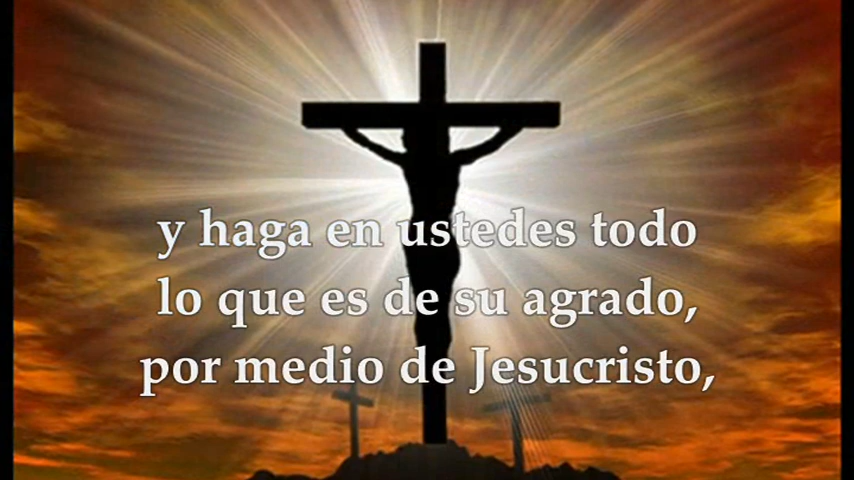 y haga en ustedes todo
lo que es de su agrado,
por medio de Jesucristo,